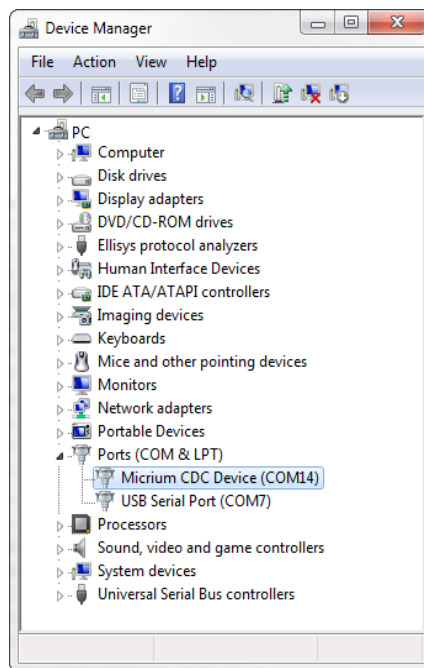 Device Manager
File Action View Help
PC
Computer
Disk drives
Display adapters
DVD/CD-ROM drives
Ellisys protocol analyzers
Human Interface Devices
IDE ATA/ATAPI controllers
Imaging devices
Keyboards
Mice and other pointing devices
Monitors
Network adapters
Portable Devices
Ports (COM & LPT)
Micrium CDC Device (COM14)
USB Serial Port (COM7)
Processors
Sound, video and game controllers
System devices
Universal Serial Bus controllers